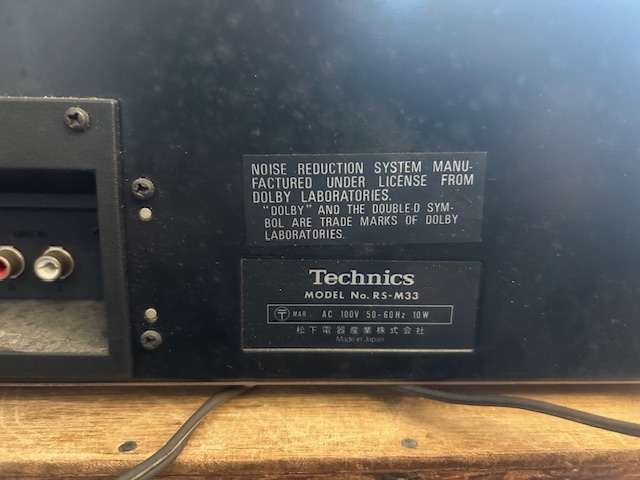 NOISE REDUCTION SYSTEM MANU-
FACTURED UNDER LICENSE FROM
DOLBY LABORATORIES.
"DOLBY" AND THE DOUBLE-D SYM-
BOL ARE TRADE MARKS OF DOLBY
LABORATORIES.
Technics
MODEL No. RS-M33
〒 MAR. AC 100V 50-60Hz 10W
松下電器産業株式会社
Made in Japan